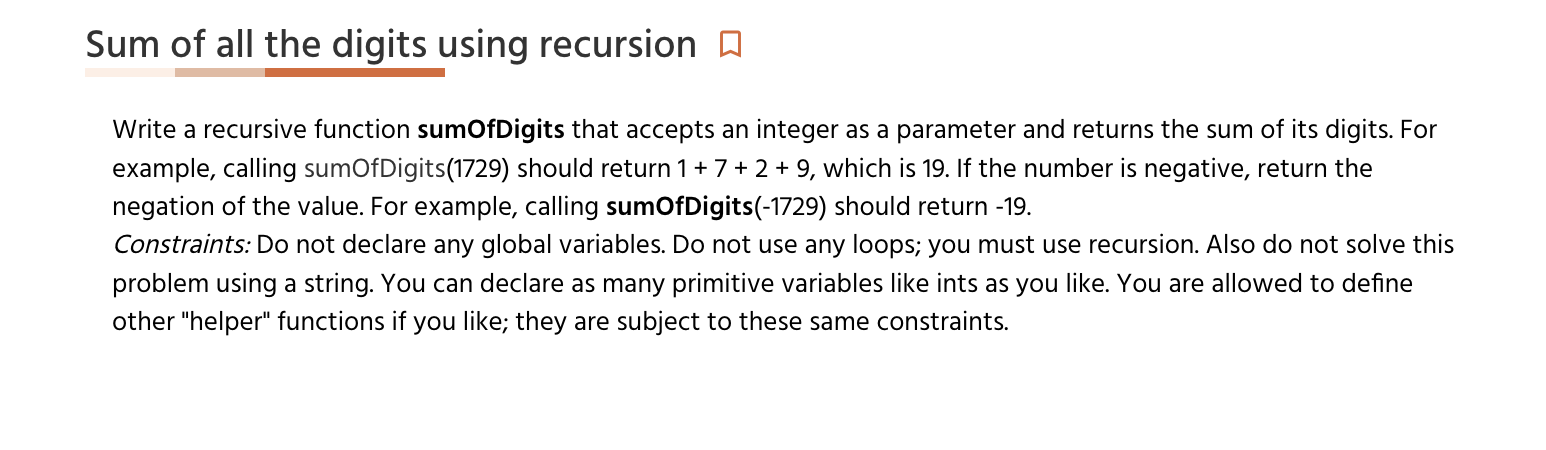 Sum of all the digits using recursion
Write a recursive function sumOfDigits that accepts an integer as a parameter and returns the sum of its digits. For
example, calling sumOfDigits(1729) should return 1 + 7 + 2 + 9, which is 19. If the number is negative, return the
negation of the value. For example, calling sumOfDigits(-1729) should return -19.
Constraints: Do not declare any global variables. Do not use any loops; you must use recursion. Also do not solve this
problem using a string. You can declare as many primitive variables like ints as you like. You are allowed to define
other "helper" functions if you like; they are subject to these same constraints.